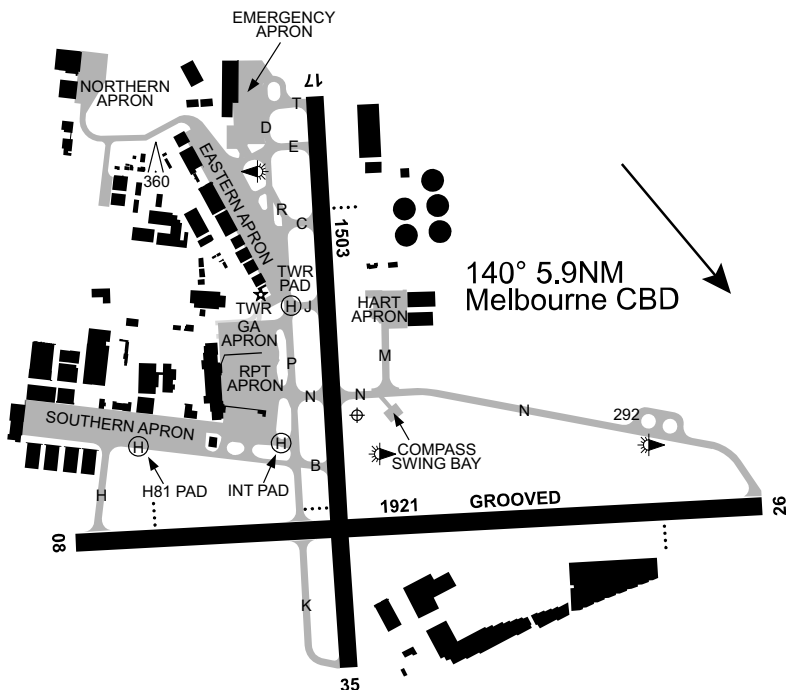 EMERGENCY
APRON
17
NORTHERN
APRON
T
D
E
EASTERN APRON
360
R
C
1503
140° 5.9NM
Melbourne CBD
TWR
PAD
H
J
TWR
HART
APRON
GA
APRON
M
P
RPT
APRON
N
N
N
292
SOUTHERN APRON
H
H
COMPASS
SWING BAY
B
H
H81 PAD
INT PAD
1921
GROOVED
26
08
K
35